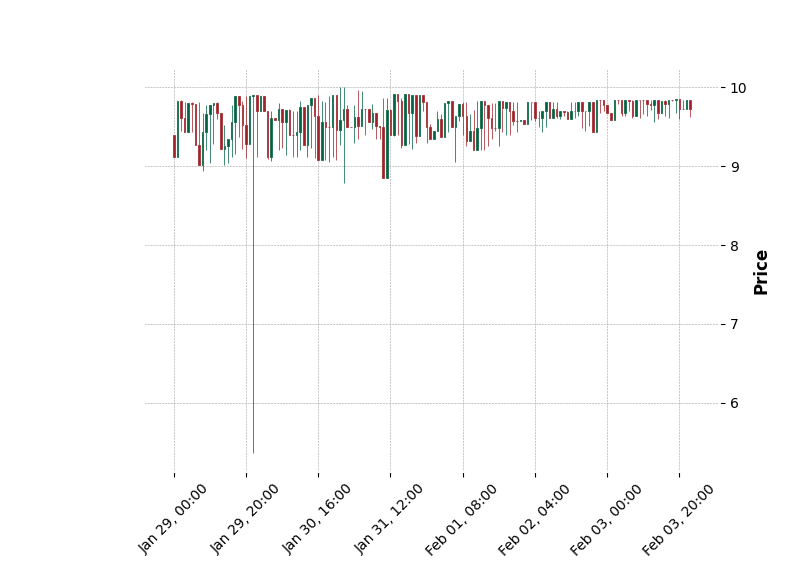 10
9
8
7
6
Price
Jan 29, 00:00
Jan 29, 20:00
Jan 30, 16:00
Jan 31, 12:00
Feb 01, 08:00
Feb 02, 04:00
Feb 03, 00:00
Feb 03, 20:00